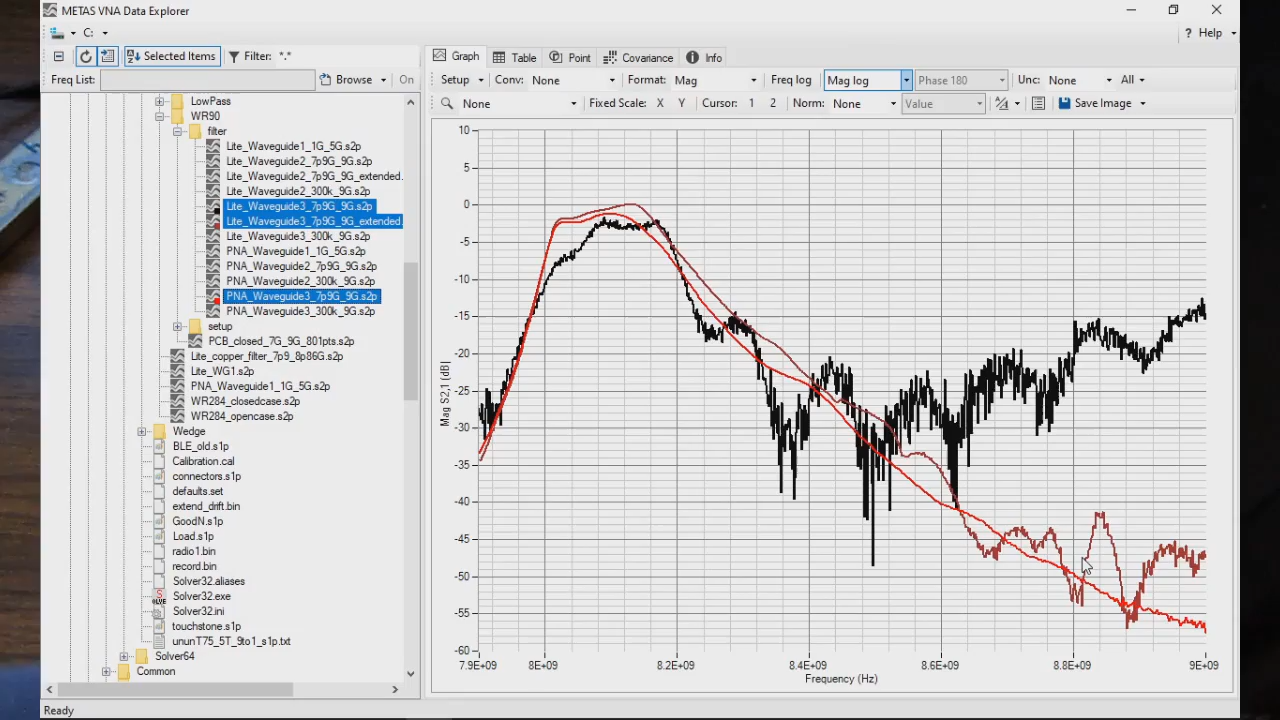 METAS VNA Data Explorer
C:
Help
Selected Items
Filter: *.*
Freq List:
Browse
On
LowPass
WR90
filter
Lite_Waveguide1_1G_5G.s2p
Lite_Waveguide2_7p9G_9G.s2p
Lite_Waveguide2_7p9G_9G_extended.
Lite_Waveguide2_300k_9G.s2p
Lite_Waveguide3_7p9G_9G.s2p
Lite_Waveguide3_7p9G_9G_extended.
Lite_Waveguide3_300k_9G.s2p
PNA_Waveguide1_1G_5G.s2p
PNA_Waveguide2_7p9G_9G.s2p
PNA_Waveguide2_300k_9G.s2p
PNA_Waveguide3_7p9G_9G.s2p
PNA_Waveguide3_300k_9G.s2p
setup
PCB_closed_7G_9G_801pts.s2p
Lite_copper_filter_7p9_8p86G.s2p
Lite_WG1.s2p
PNA_Waveguide1_1G_5G.s2p
WR284_closedcase.s2p
WR284_opencase.s2p
Wedge
BLE_old.s1p
Calibration.cal
connectors.s1p
defaults.set
extend_drift.bin
GoodN.s1p
Load.s1p
radio1.bin
record.bin
Solver32.aliases
Solver32.exe
Solver32.ini
touchstone.s1p
ununT75_5T_9to1_s1p.txt
Solver64
Common
Ready
Graph
Table
Point
Covariance
Info
Setup
Conv: None
Format: Mag
Freq log
Mag log
Phase 180
Unc: None
All
None
Fixed Scale: X Y
Cursor: 1 2
Norm: None
Value
Save Image
10
5
0
-5
-10
-15
-20
-25
-30
-35
-40
-45
-50
-55
-60
Mag S2,1 [dB]
7.9E+09
8E+09
8.2E+09
8.4E+09
8.6E+09
8.8E+09
9E+09
Frequency (Hz)